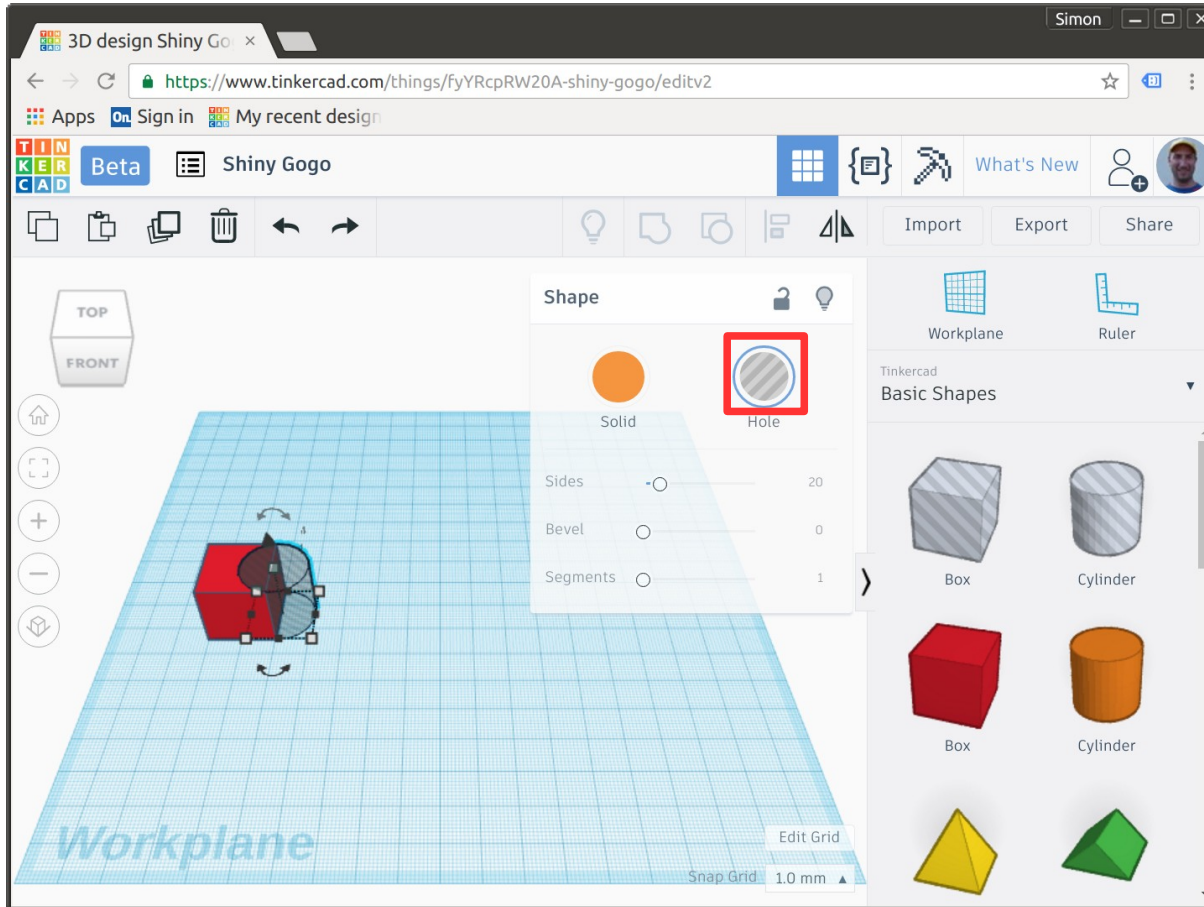 Simon
3D design Shiny Go
https://www.tinkercad.com/things/fyYRcpRW20A-shiny-gogo/editv2
Apps On Sign in My recent design
TIN
KER
CAD
Beta Shiny Gogo What's New
Import Export Share
TOP
FRONT
Shape
Solid Hole
Sides 20
Bevel 0
Segments 1
Workplane Ruler
Tinkercad
Basic Shapes
Box Cylinder
Box Cylinder
Workplane
Edit Grid
Snap Grid 1.0 mm